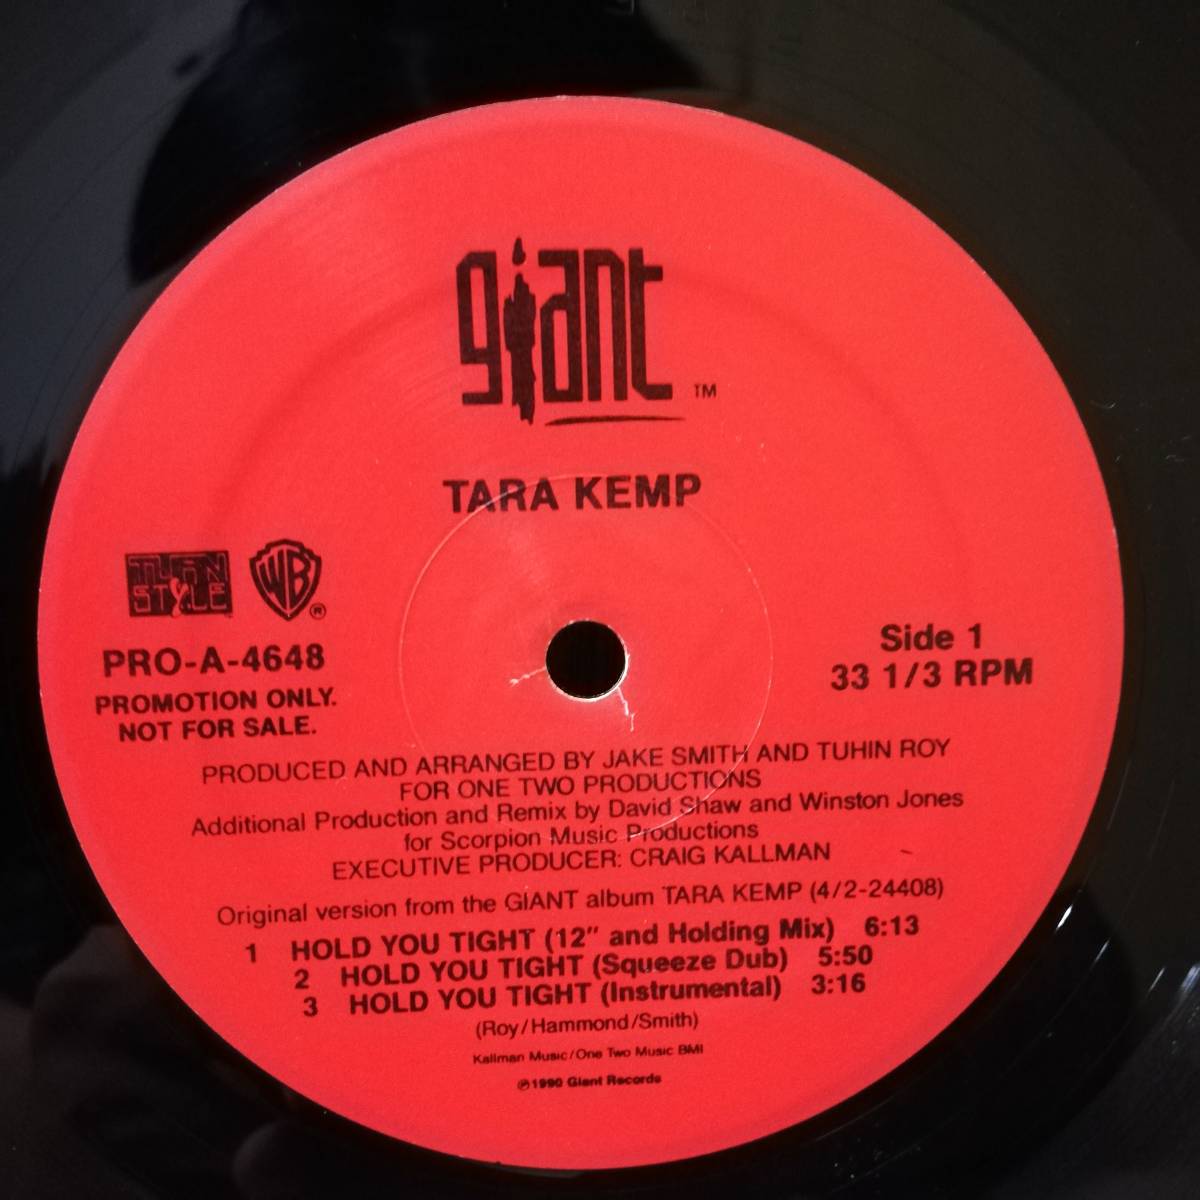 giant ™
TARA KEMP
TURN
STYLE
WB ®
PRO-A-4648
PROMOTION ONLY.
NOT FOR SALE.
Side 1
33 1/3 RPM
PRODUCED AND ARRANGED BY JAKE SMITH AND TUHIN ROY
FOR ONE TWO PRODUCTIONS
Additional Production and Remix by David Shaw and Winston Jones
for Scorpion Music Productions
EXECUTIVE PRODUCER: CRAIG KALLMAN
Original version from the GIANT album TARA KEMP (4/2-24408)
1 HOLD YOU TIGHT (12" and Holding Mix) 6:13
2 HOLD YOU TIGHT (Squeeze Dub) 5:50
3 HOLD YOU TIGHT (Instrumental) 3:16
(Roy/Hammond/Smith)
Kallman Music/One Two Music BMI
℗1990 Giant Records